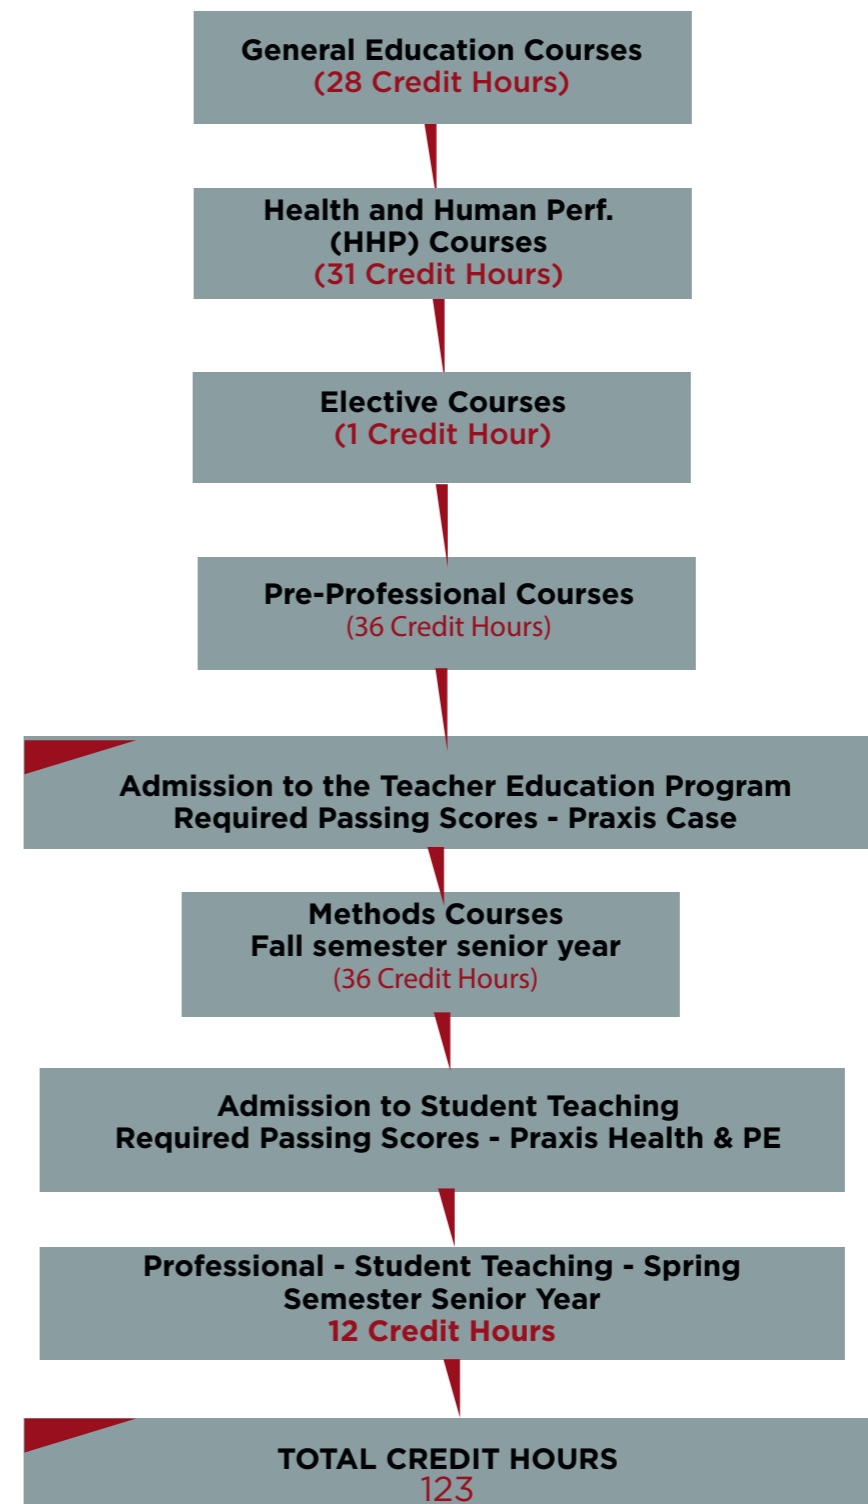 General Education Courses
(28 Credit Hours)
Health and Human Perf.
(HHP) Courses
(31 Credit Hours)
Elective Courses
(1 Credit Hour)
Pre-Professional Courses
(36 Credit Hours)
Admission to the Teacher Education Program
Required Passing Scores - Praxis Case
Methods Courses
Fall semester senior year
(36 Credit Hours)
Admission to Student Teaching
Required Passing Scores - Praxis Health & PE
Professional - Student Teaching - Spring
Semester Senior Year
12 Credit Hours
TOTAL CREDIT HOURS
123